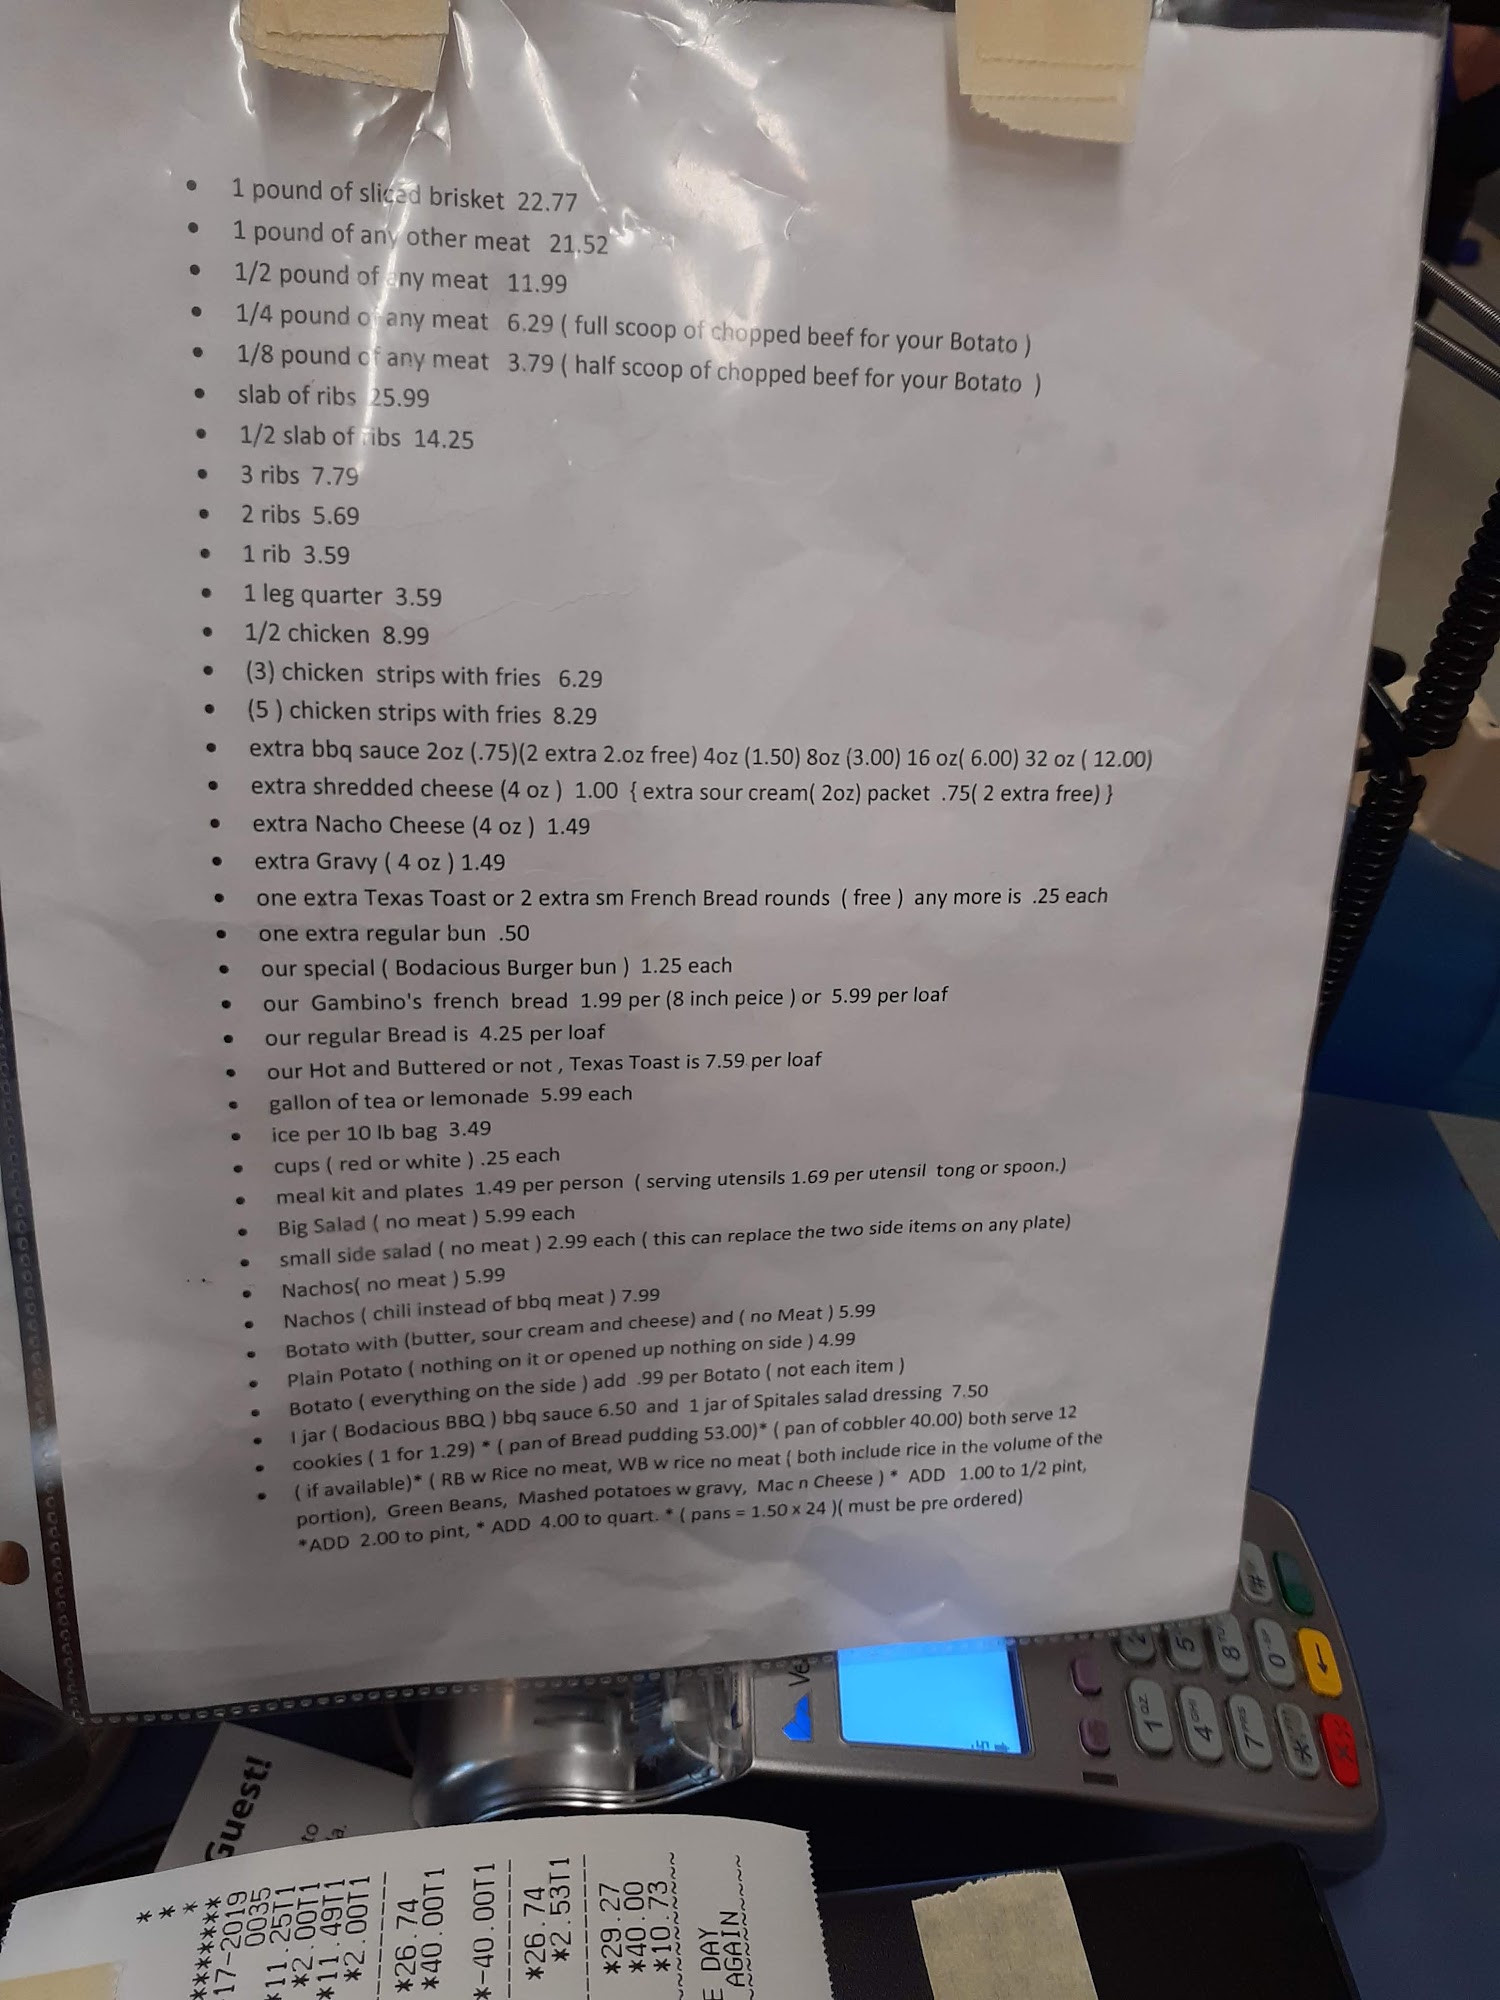 • 1 pound of sliced brisket 22.77
• 1 pound of any other meat 21.52
• 1/2 pound of any meat 11.99
• 1/4 pound of any meat 6.29 ( full scoop of chopped beef for your Botato )
• 1/8 pound of any meat 3.79 ( half scoop of chopped beef for your Botato )
• slab of ribs 25.99
• 1/2 slab of ribs 14.25
• 3 ribs 7.79
• 2 ribs 5.69
• 1 rib 3.59
• 1 leg quarter 3.59
• 1/2 chicken 8.99
• (3) chicken strips with fries 6.29
• (5 ) chicken strips with fries 8.29
• extra bbq sauce 2oz (.75)(2 extra 2.oz free) 4oz (1.50) 8oz (3.00) 16 oz( 6.00) 32 oz ( 12.00)
• extra shredded cheese (4 oz ) 1.00 { extra sour cream( 2oz) packet .75( 2 extra free) }
• extra Nacho Cheese (4 oz ) 1.49
• extra Gravy ( 4 oz ) 1.49
• one extra Texas Toast or 2 extra sm French Bread rounds ( free ) any more is .25 each
• one extra regular bun .50
• our special ( Bodacious Burger bun ) 1.25 each
• our Gambino's french bread 1.99 per (8 inch peice ) or 5.99 per loaf
• our regular Bread is 4.25 per loaf
• our Hot and Buttered or not , Texas Toast is 7.59 per loaf
• gallon of tea or lemonade 5.99 each
• ice per 10 lb bag 3.49
• cups ( red or white ) .25 each
• meal kit and plates 1.49 per person ( serving utensils 1.69 per utensil tong or spoon.)
• Big Salad ( no meat ) 5.99 each
• small side salad ( no meat ) 2.99 each ( this can replace the two side items on any plate)
• Nachos( no meat ) 5.99
• Nachos ( chili instead of bbq meat ) 7.99
• Botato with (butter, sour cream and cheese) and ( no Meat ) 5.99
• Plain Potato ( nothing on it or opened up nothing on side ) 4.99
• Botato ( everything on the side ) add .99 per Botato ( not each item )
• I jar ( Bodacious BBQ ) bbq sauce 6.50 and 1 jar of Spitales salad dressing 7.50
• cookies ( 1 for 1.29) * ( pan of Bread pudding 53.00)* ( pan of cobbler 40.00) both serve 12
• ( if available)* ( RB w Rice no meat, WB w rice no meat ( both include rice in the volume of the
portion), Green Beans, Mashed potatoes w gravy, Mac n Cheese ) * ADD 1.00 to 1/2 pint,
*ADD 2.00 to pint, * ADD 4.00 to quart. * ( pans = 1.50 x 24 )( must be pre ordered)
Guest!
to
*
*
*
*******
17-2019
0035
*11.25T1
*2.00T1
*11.49T1
*2.00T1
*26.74
*40.00T1
*-40.00T1
*26.74
*2.53T1
*29.27
*40.00
*10.73
E DAY
AGAIN
1 QZ
2
4 GHI
5
7 PRS
8
*
0
#